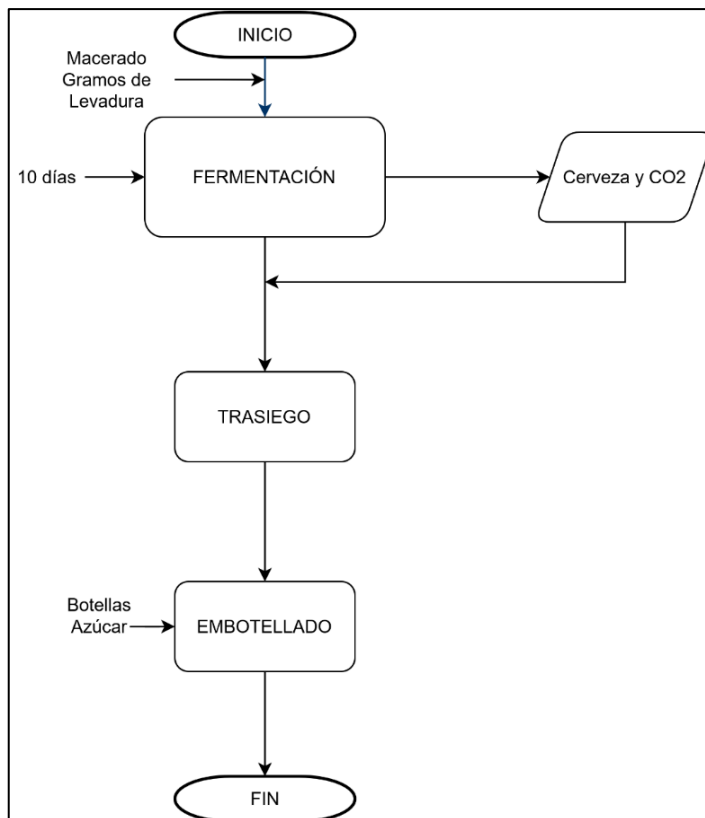 INICIO
Macerado
Gramos de
Levadura
10 días
FERMENTACIÓN
Cerveza y CO2
TRASIEGO
Botellas
Azúcar
EMBOTELLADO
FIN